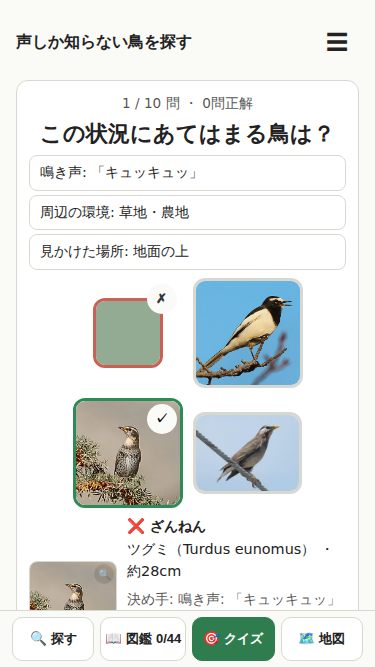 声しか知らない鳥を探す
☰
1 / 10 問 ・ 0問正解
この状況にあてはまる鳥は？
鳴き声: 「キュッキュッ」
周辺の環境: 草地・農地
見かけた場所: 地面の上
✗
✓
❌ ざんねん
ツグミ（Turdus eunomus） ・
約28cm
決め手: 鳴き声: 「キュッキュッ」
🔍 探す
📖 図鑑 0/44
🎯 クイズ
🗺️ 地図